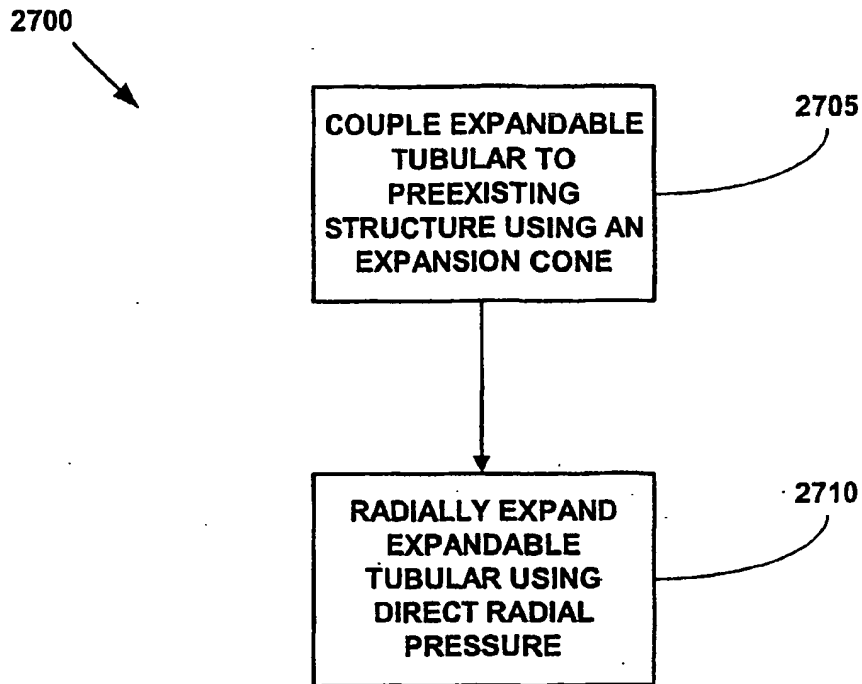 2700
COUPLE EXPANDABLE
TUBULAR TO
PREEXISTING
STRUCTURE USING AN
EXPANSION CONE
2705
RADIALLY EXPAND
EXPANDABLE
TUBULAR USING
DIRECT RADIAL
PRESSURE
2710